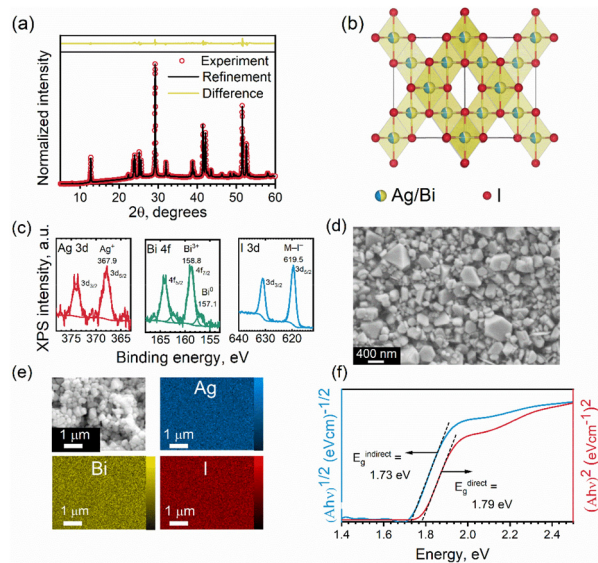 (a)
Normalized intensity
Experiment
Refinement
Difference
10 20 30 40 50 60
2θ, degrees
(b)
Ag/Bi
I
(c)
XPS intensity, a.u.
Ag 3d
Ag⁺
367.9
3d₅/₂
3d₃/₂
375 370 365
Bi 4f
Bi³⁺
158.8
4f₇/₂
4f₅/₂
Bi⁰
157.1
165 160 155
I 3d
M–I⁻
619.5
3d₅/₂
3d₃/₂
640 630 620
Binding energy, eV
(d)
400 nm
(e)
1 μm
Ag
1 μm
Bi
1 μm
I
1 μm
(f)
(Ahν)¹/² (eVcm)⁻¹/²
Eg indirect =
1.73 eV
Eg direct =
1.79 eV
(Ahν)² (eVcm⁻¹)²
1.4 1.6 1.8 2.0 2.2 2.4
Energy, eV